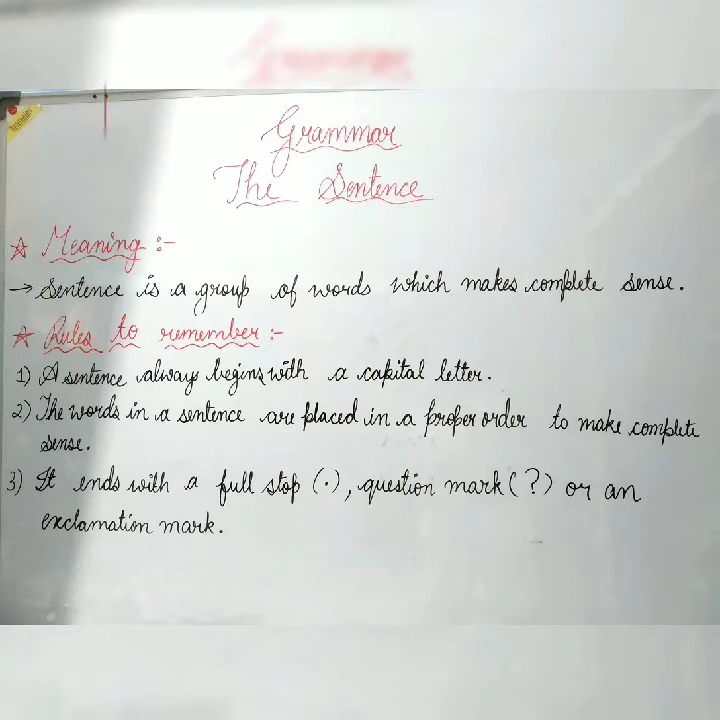 Grammar
The Sentence
☆ Meaning :-
→ Sentence is a group of words which makes complete sense.
☆ Rules to remember :-
1) A sentence always begins with a capital letter.
2) The words in a sentence are placed in a proper order to make complete
sense.
3) It ends with a full stop (.), question mark (?) or an
exclamation mark.